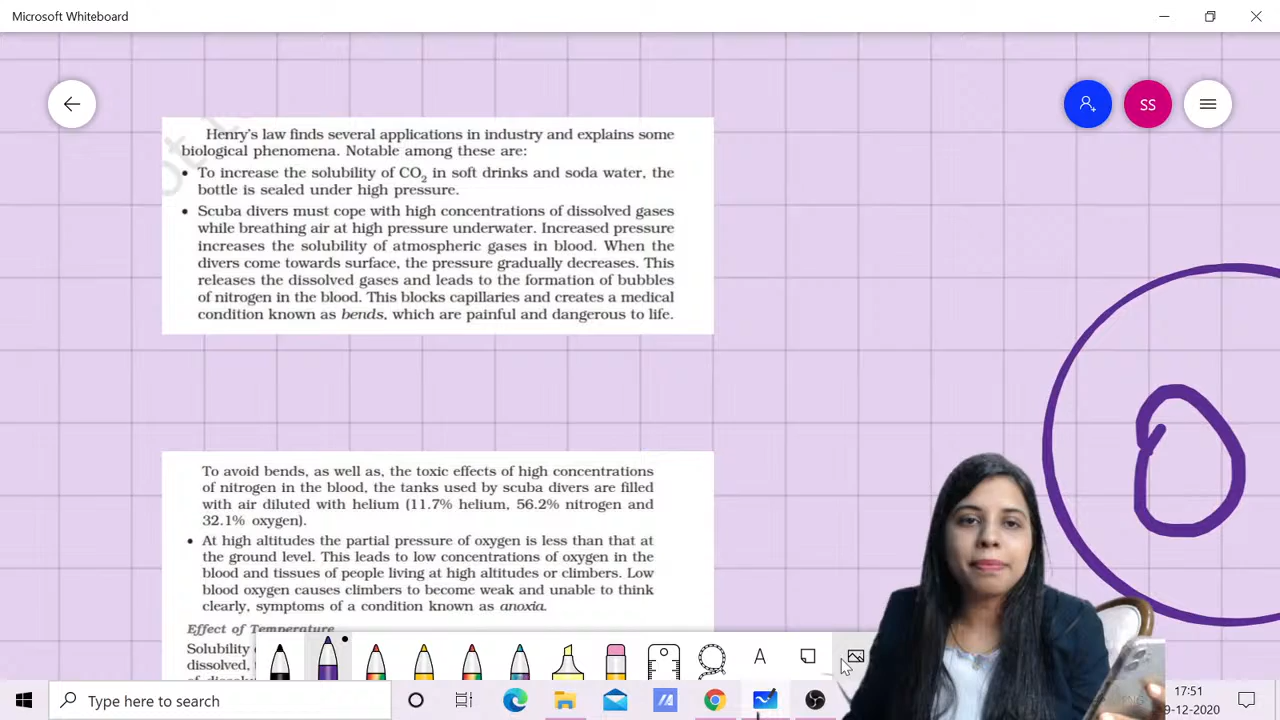 Microsoft Whiteboard
SS
Henry's law finds several applications in industry and explains some
biological phenomena. Notable among these are:
• To increase the solubility of CO₂ in soft drinks and soda water, the
bottle is sealed under high pressure.
• Scuba divers must cope with high concentrations of dissolved gases
while breathing air at high pressure underwater. Increased pressure
increases the solubility of atmospheric gases in blood. When the
divers come towards surface, the pressure gradually decreases. This
releases the dissolved gases and leads to the formation of bubbles
of nitrogen in the blood. This blocks capillaries and creates a medical
condition known as bends, which are painful and dangerous to life.
To avoid bends, as well as, the toxic effects of high concentrations
of nitrogen in the blood, the tanks used by scuba divers are filled
with air diluted with helium (11.7% helium, 56.2% nitrogen and
32.1% oxygen).
• At high altitudes the partial pressure of oxygen is less than that at
the ground level. This leads to low concentrations of oxygen in the
blood and tissues of people living at high altitudes or climbers. Low
blood oxygen causes climbers to become weak and unable to think
clearly, symptoms of a condition known as anoxia.
Effect of Temperature
Solubility
dissolved,
A
Type here to search
ENG
17:51
9-12-2020